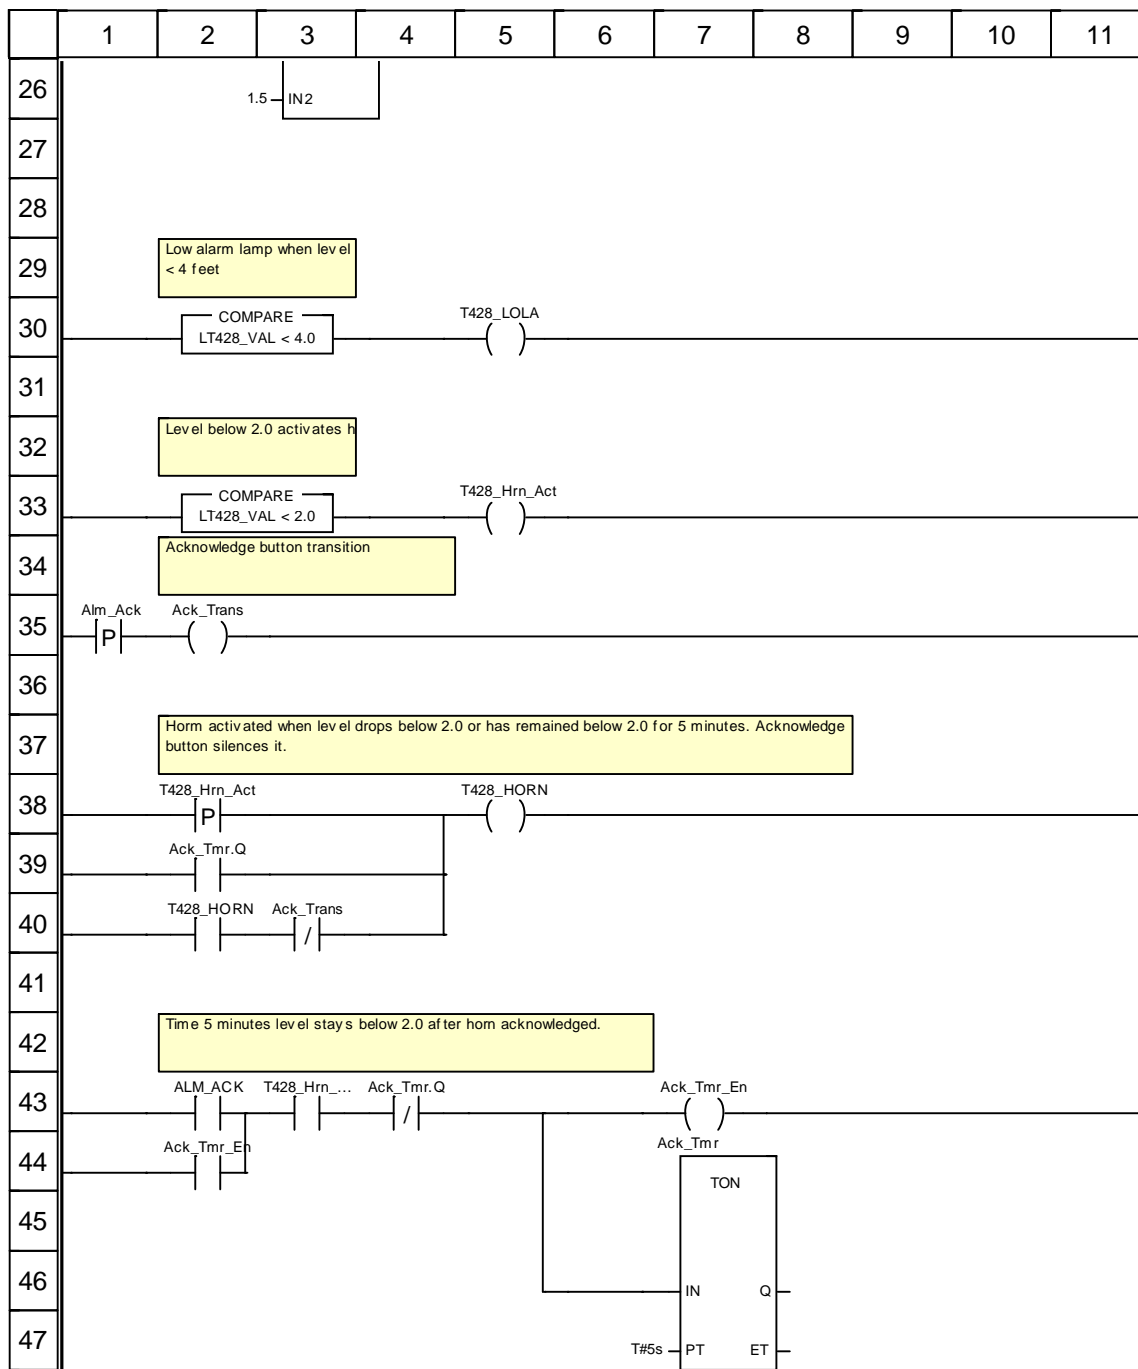 1 2 3 4 5 6 7 8 9 10 11
26
1.5 IN2
27
28
29
Low alarm lamp when level
< 4 feet
30
COMPARE
LT428_VAL < 4.0
T428_LOLA
( )
31
32
Level below 2.0 activates h
33
COMPARE
LT428_VAL < 2.0
T428_Hrn_Act
( )
34
Acknowledge button transition
35
Alm_Ack Ack_Trans
P ( )
36
37
Horn activated when level drops below 2.0 or has remained below 2.0 for 5 minutes. Acknowledge
button silences it.
38
T428_Hrn_Act T428_HORN
P ( )
39
Ack_Tmr.Q
40
T428_HORN Ack_Trans
/
41
42
Time 5 minutes level stays below 2.0 after horn acknowledged.
43
ALM_ACK T428_Hrn_... Ack_Tmr.Q Ack_Tmr_En
/ ( )
44
Ack_Tmr_En Ack_Tmr
TON
45
46
IN Q
47
T#5s PT ET